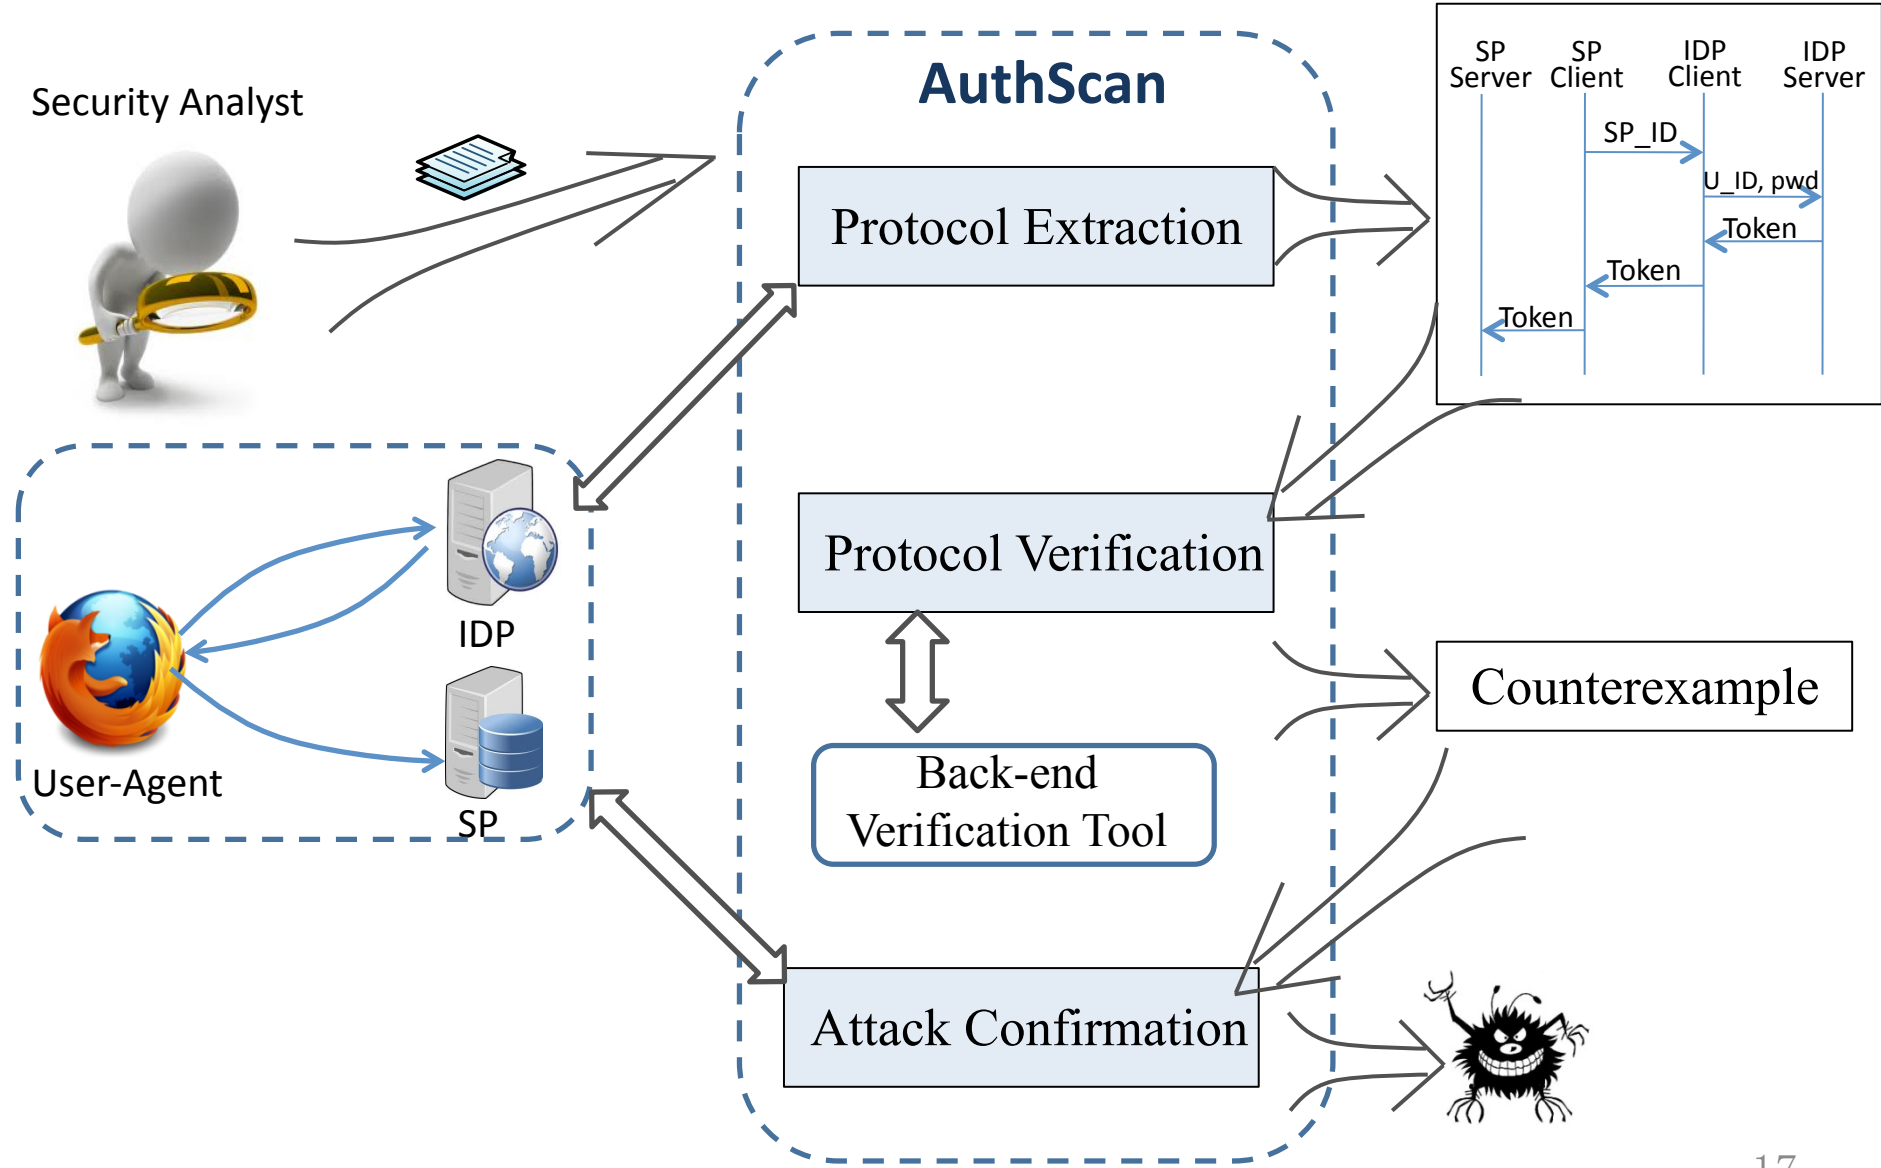 AuthScan
Security Analyst
Protocol Extraction
SP
Server
SP
Client
IDP
Client
IDP
Server
SP_ID
U_ID, pwd
Token
Token
Token
Protocol Verification
IDP
User-Agent
SP
Back-end
Verification Tool
Counterexample
Attack Confirmation
17